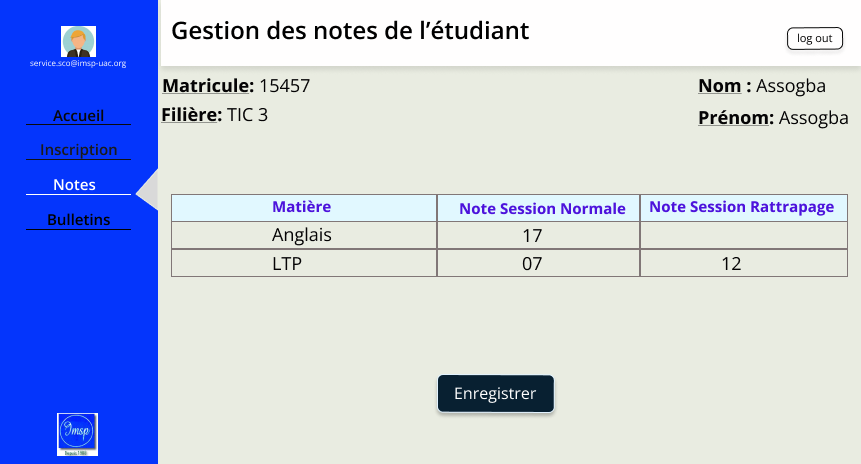 Gestion des notes de l’étudiant
log out
service.sco@imsp-uac.org
Accueil
Inscription
Notes
Bulletins
Matricule: 15457
Filière: TIC 3
Nom : Assogba
Prénom: Assogba
Matière Note Session Normale Note Session Rattrapage
Anglais 17
LTP 07 12
Enregistrer
Imsp
Depuis 1988